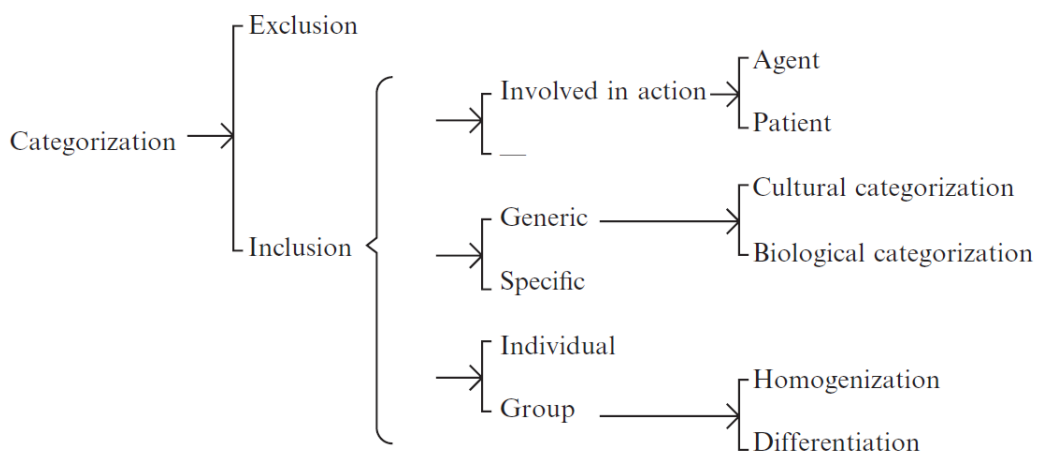 Categorization
Exclusion
Inclusion
Involved in action
Agent
Patient
—
Generic
Specific
Cultural categorization
Biological categorization
Individual
Group
Homogenization
Differentiation